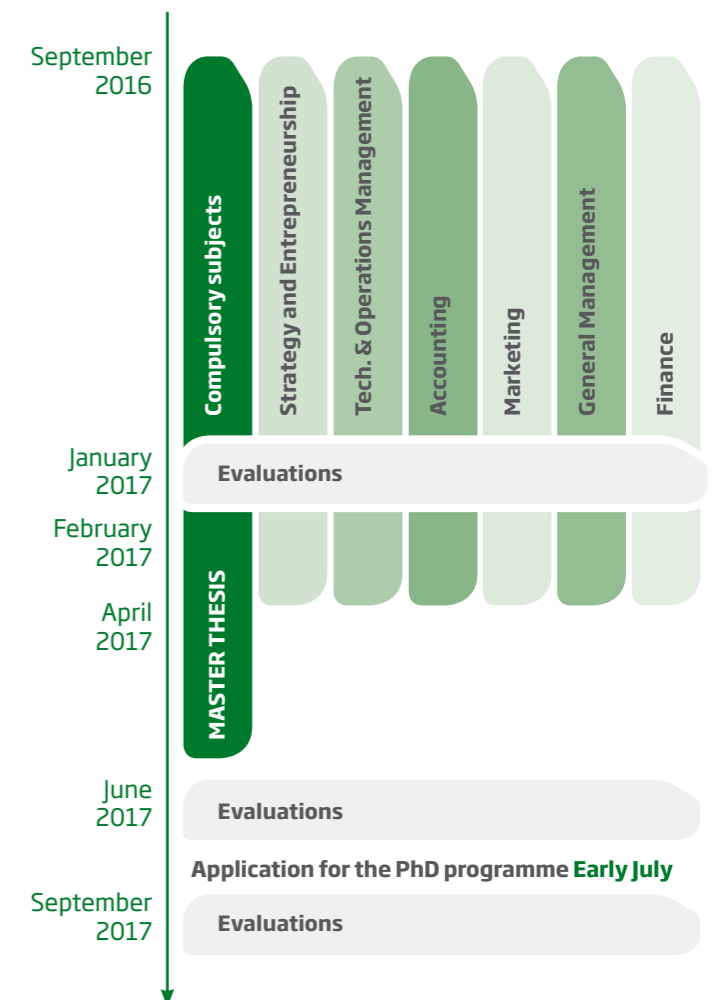 September
2016
Compulsory subjects
Strategy and Entrepreneurship
Tech. & Operations Management
Accounting
Marketing
General Management
Finance
January
2017
Evaluations
February
2017
April
2017
MASTER THESIS
June
2017
Evaluations
Application for the PhD programme Early July
September
2017
Evaluations